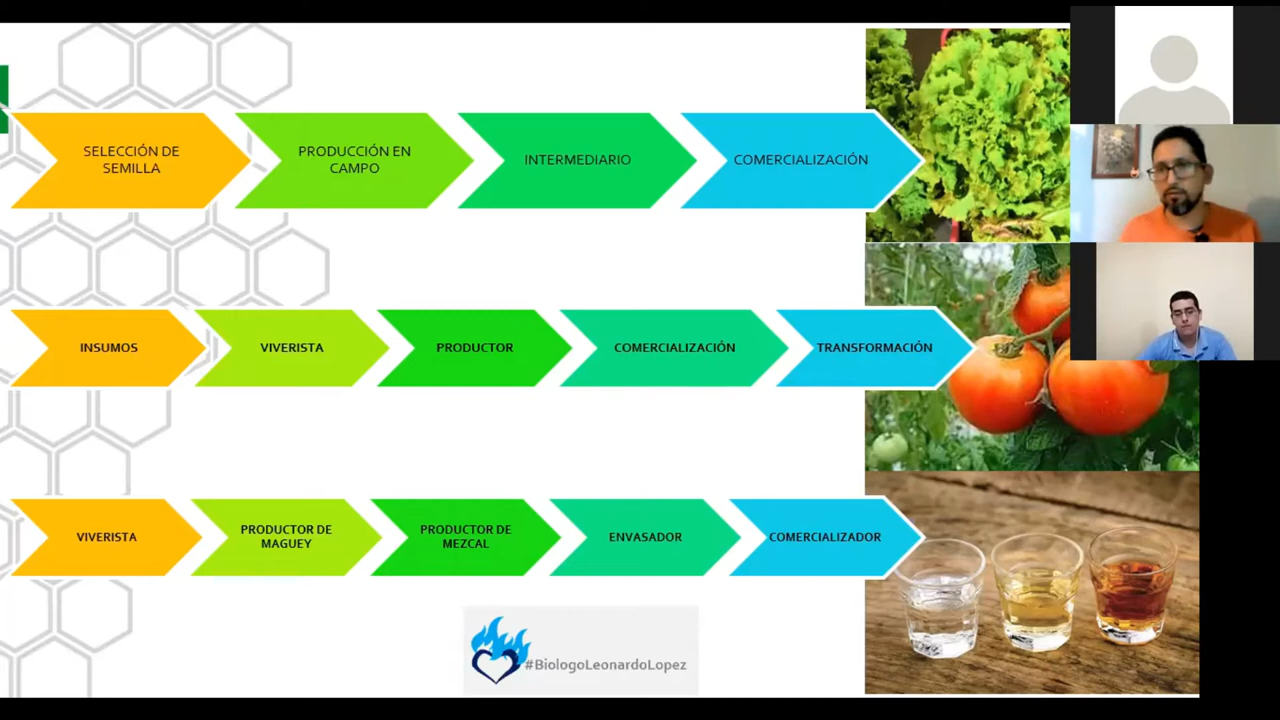 SELECCIÓN DE
SEMILLA
PRODUCCIÓN EN
CAMPO
INTERMEDIARIO
COMERCIALIZACIÓN
INSUMOS
VIVERISTA
PRODUCTOR
COMERCIALIZACIÓN
TRANSFORMACIÓN
VIVERISTA
PRODUCTOR DE
MAGUEY
PRODUCTOR DE
MEZCAL
ENVASADOR
COMERCIALIZADOR
#BiologoLeonardoLopez